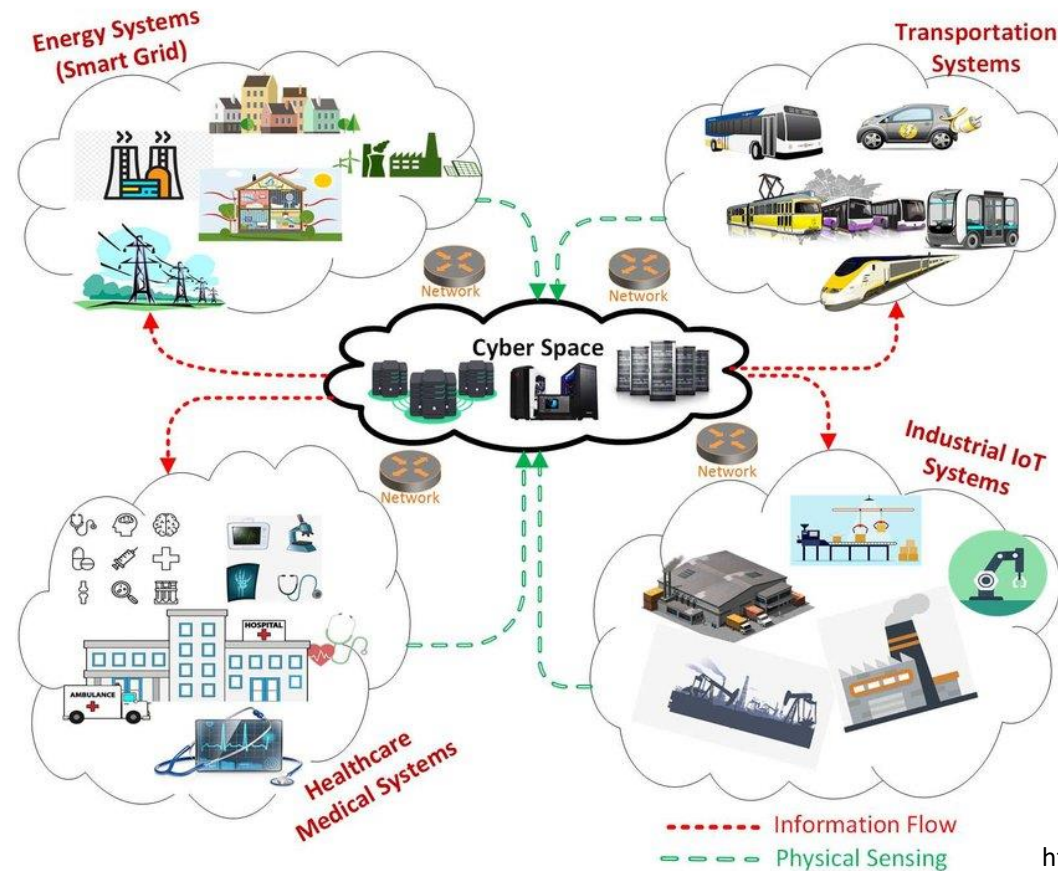 Energy Systems
(Smart Grid)
Transportation
Systems
Network
Network
Cyber Space
Network
Network
Industrial IoT
Systems
HOSPITAL
AMBULANCE
Healthcare
Medical Systems
Information Flow
Physical Sensing